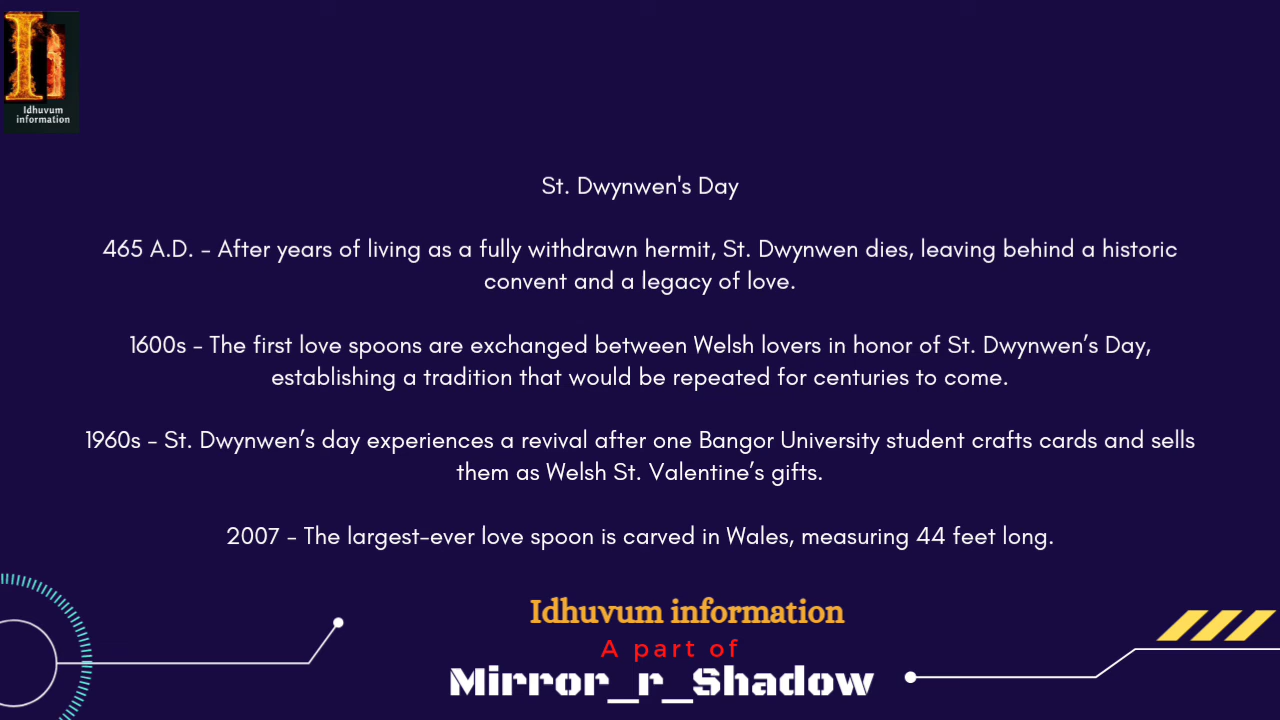 Ii
Idhuvum
information
St. Dwynwen's Day
465 A.D. – After years of living as a fully withdrawn hermit, St. Dwynwen dies, leaving behind a historic
convent and a legacy of love.
1600s – The first love spoons are exchanged between Welsh lovers in honor of St. Dwynwen’s Day,
establishing a tradition that would be repeated for centuries to come.
1960s – St. Dwynwen’s day experiences a revival after one Bangor University student crafts cards and sells
them as Welsh St. Valentine’s gifts.
2007 – The largest-ever love spoon is carved in Wales, measuring 44 feet long.
Idhuvum information
A part of
Mirror_r_Shadow